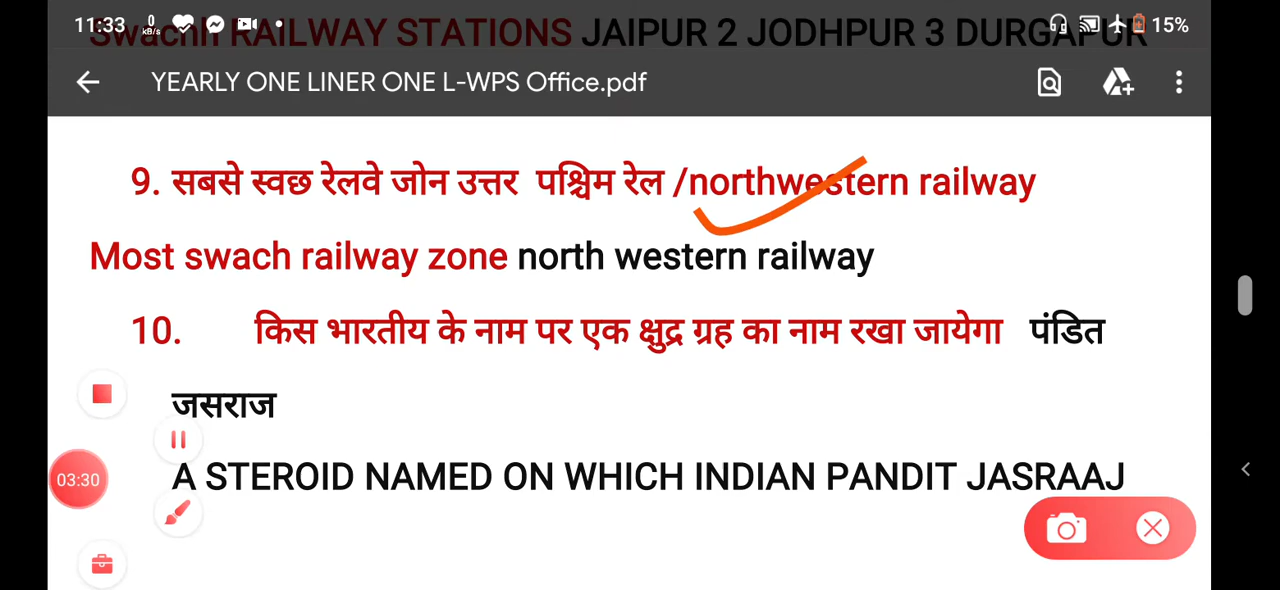 11:33 0 kB/s 15%
Swachh RAILWAY STATIONS JAIPUR 2 JODHPUR 3 DURGAPUR
YEARLY ONE LINER ONE L-WPS Office.pdf
9. सबसे स्वछ रेलवे जोन उत्तर पश्चिम रेल /northwestern railway
Most swach railway zone north western railway
10. किस भारतीय के नाम पर एक क्षुद्र ग्रह का नाम रखा जायेगा पंडित
जसराज
03:30
A STEROID NAMED ON WHICH INDIAN PANDIT JASRAAJ